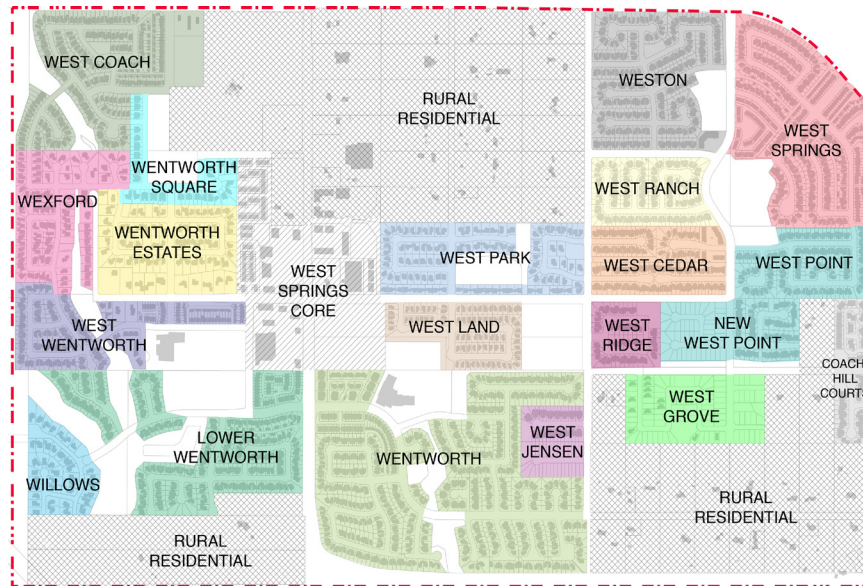 WEST COACH
RURAL
RESIDENTIAL
WESTON
WEST
SPRINGS
WENTWORTH
SQUARE
WEXFORD
WEST RANCH
WENTWORTH
ESTATES
WEST PARK
WEST CEDAR
WEST POINT
WEST
SPRINGS
CORE
WEST
WENTWORTH
WEST LAND
WEST
RIDGE
NEW
WEST POINT
COACH
HILL
COURTS
WEST
GROVE
LOWER
WENTWORTH
WENTWORTH
WEST
JENSEN
WILLOWS
RURAL
RESIDENTIAL
RURAL
RESIDENTIAL